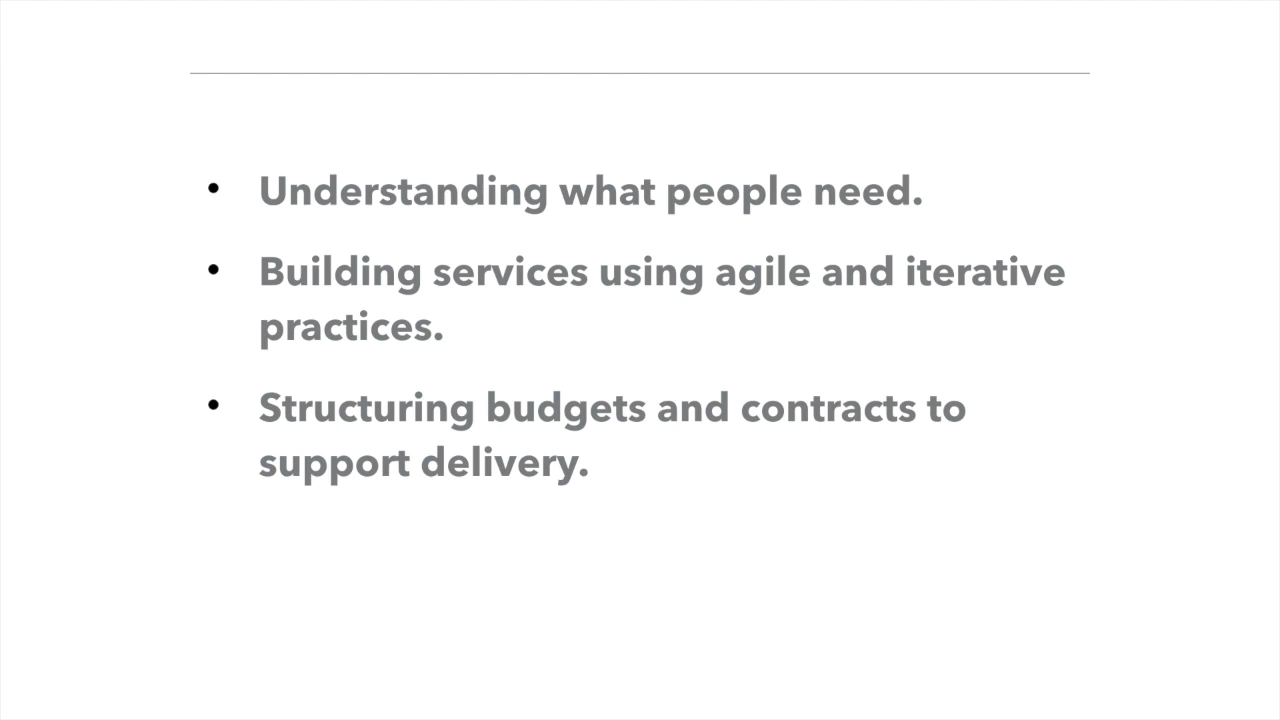 • Understanding what people need.
• Building services using agile and iterative
practices.
• Structuring budgets and contracts to
support delivery.